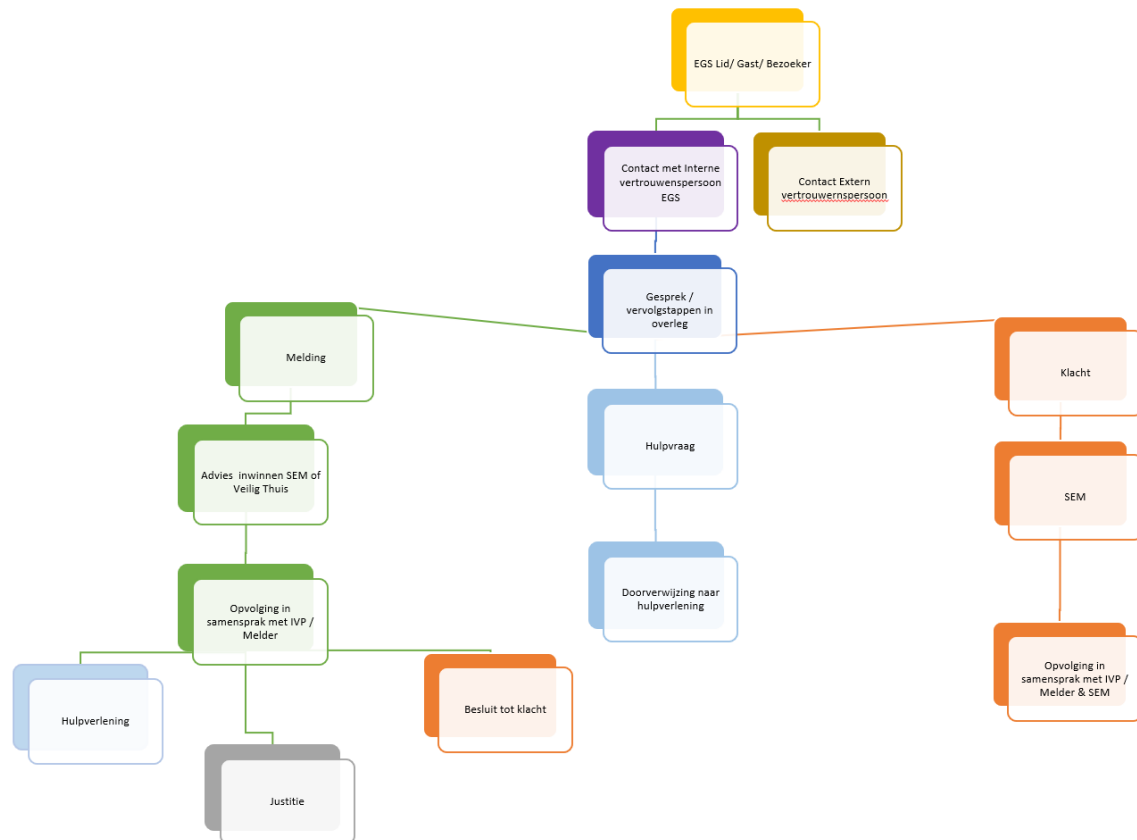 EGS Lid/ Gast/ Bezoeker
Contact met Interne
vertrouwenspersoon
EGS
Contact Extern
vertrouwernspersoon
Gesprek /
vervolgstappen in
overleg
Melding
Klacht
Hulpvraag
Advies  inwinnen SEM of
Veilig Thuis
SEM
Doorverwijzing naar
hulpverlening
Opvolging in
samensprak met IVP /
Melder
Opvolging in
samensprak met IVP /
Melder & SEM
Hulpverlening
Besluit tot klacht
Justitie